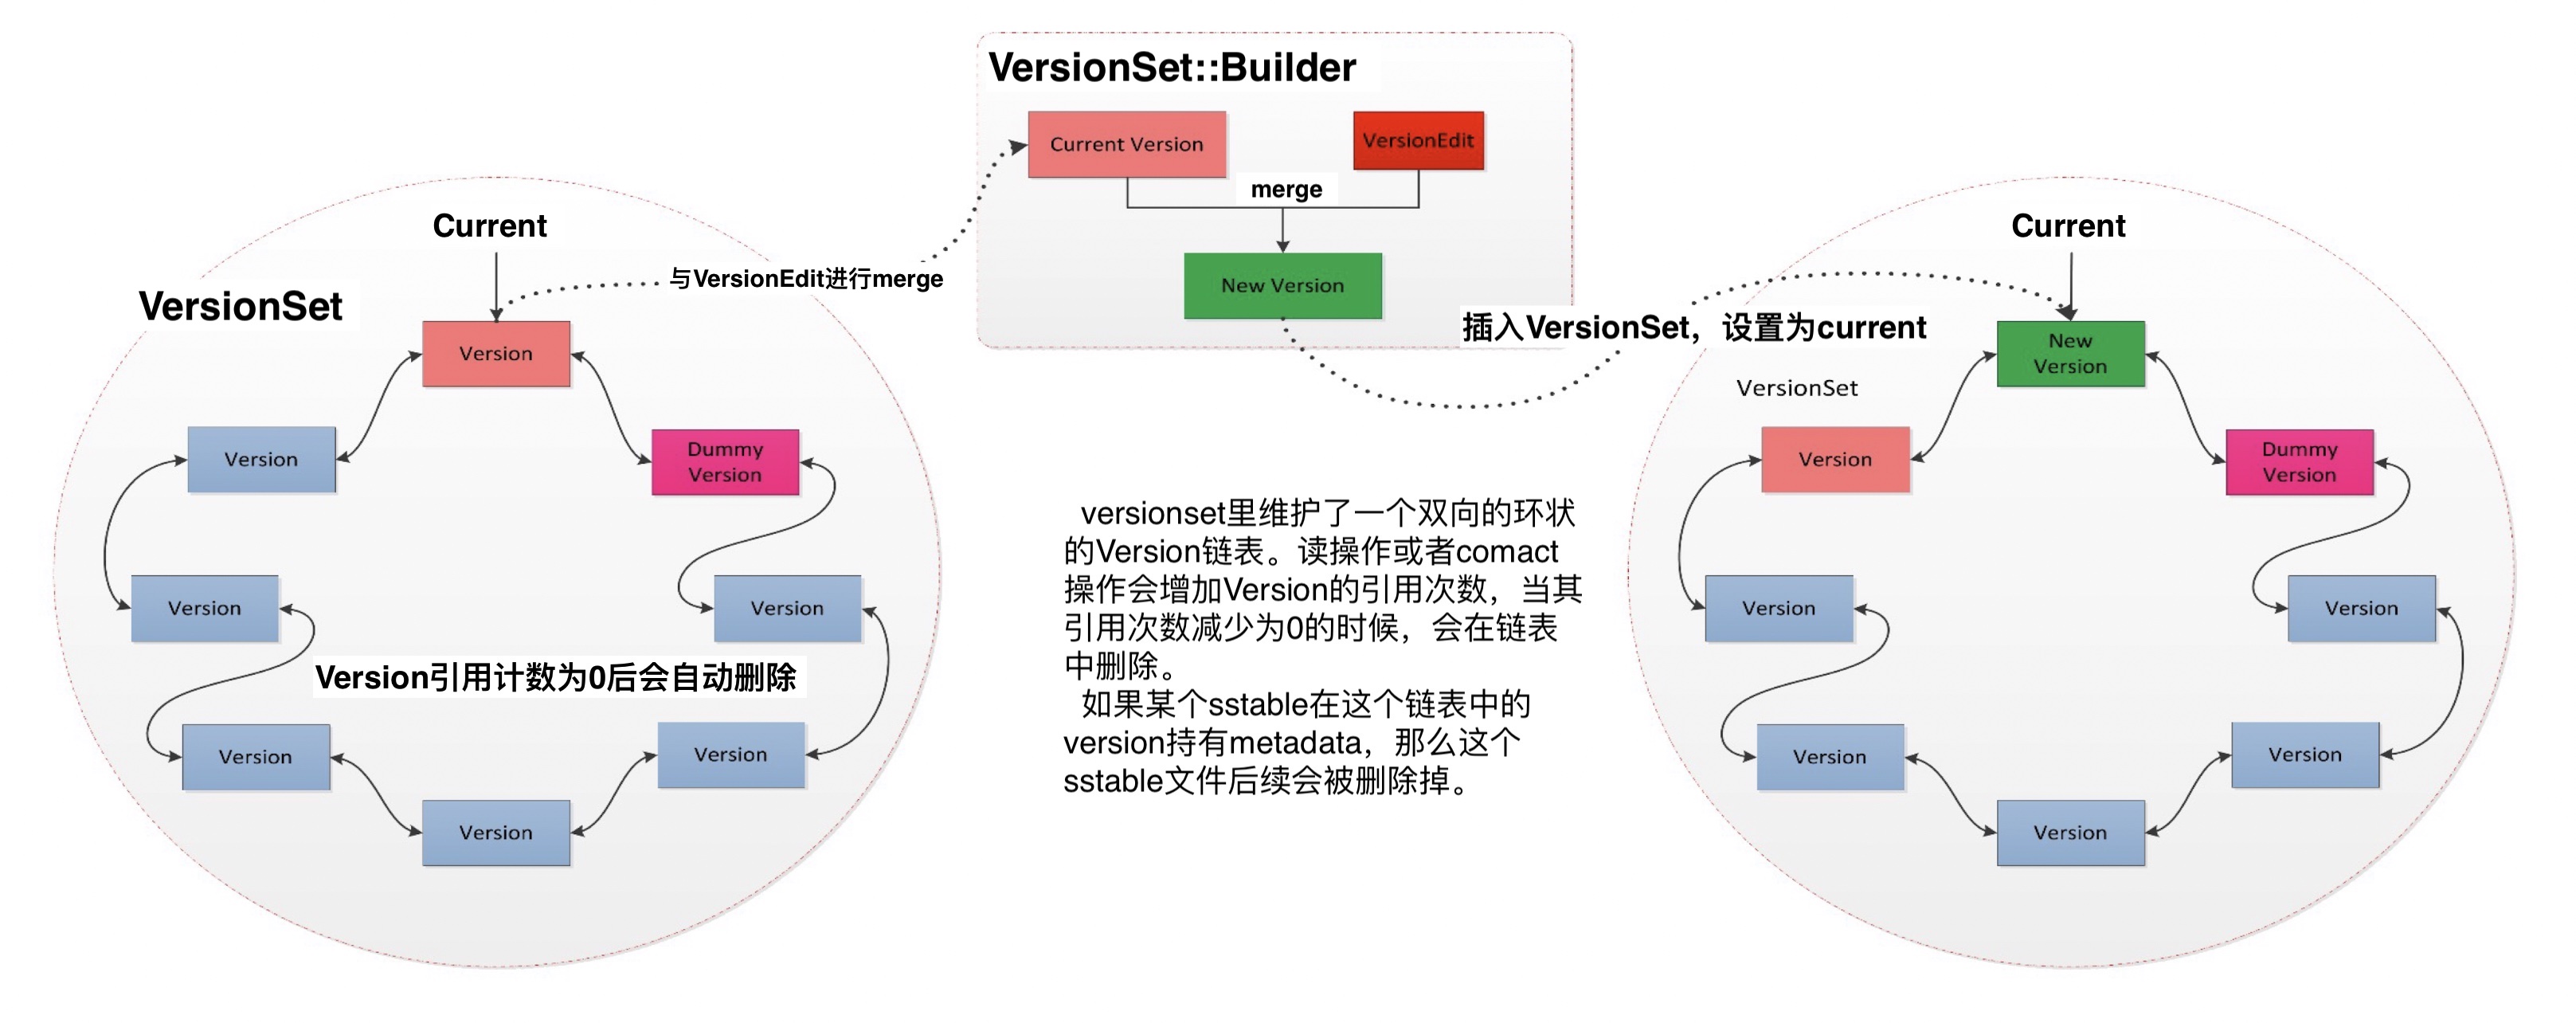 VersionSet::Builder
Current Version
VersionEdit
merge
New Version
Current
与VersionEdit进行merge
VersionSet
Version
Version
Dummy
Version
Version
Version
Version引用计数为0后会自动删除
Version
Version
Version
插入VersionSet，设置为current
versionset里维护了一个双向的环状
的Version链表。读操作或者comact
操作会增加Version的引用次数，当其
引用次数减少为0的时候，会在链表
中删除。
如果某个sstable在这个链表中的
version持有metadata，那么这个
sstable文件后续会被删除掉。
Current
New
Version
VersionSet
Version
Dummy
Version
Version
Version
Version
Version
Version